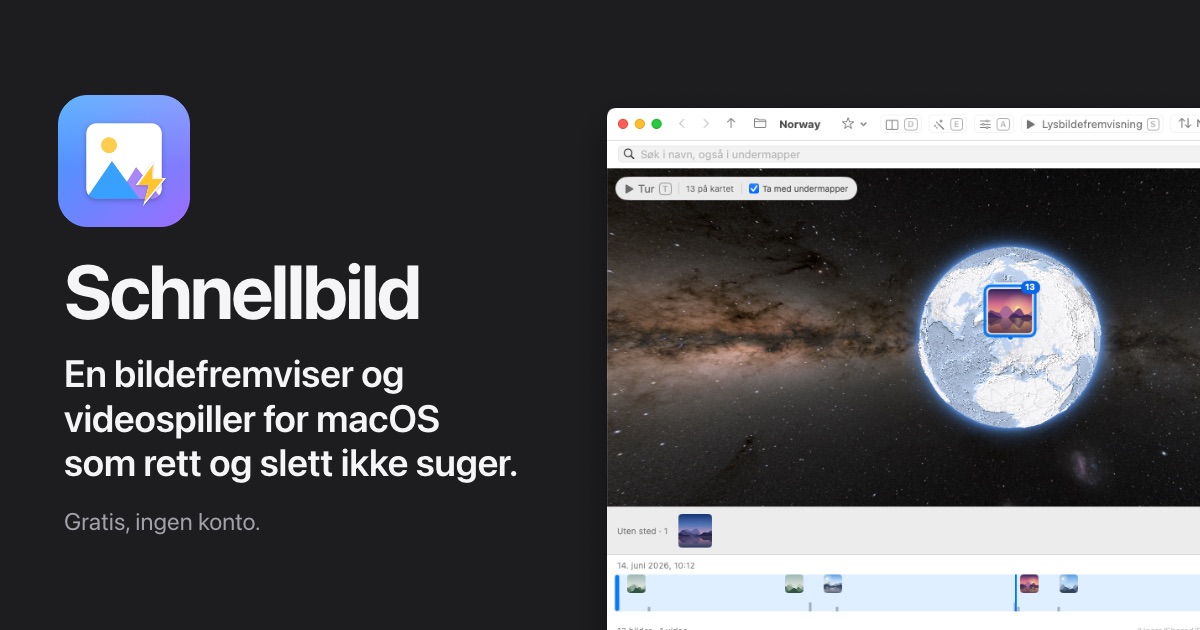 Schnellbild
En bildefremviser og
videospiller for macOS
som rett og slett ikke suger.
Gratis, ingen konto.
Norway
D
E
A
Lysbildefremvisning S
Søk i navn, også i undermapper
Tur T
13 på kartet
Ta med undermapper
13
Uten sted · 1
14. juni 2026, 10:12